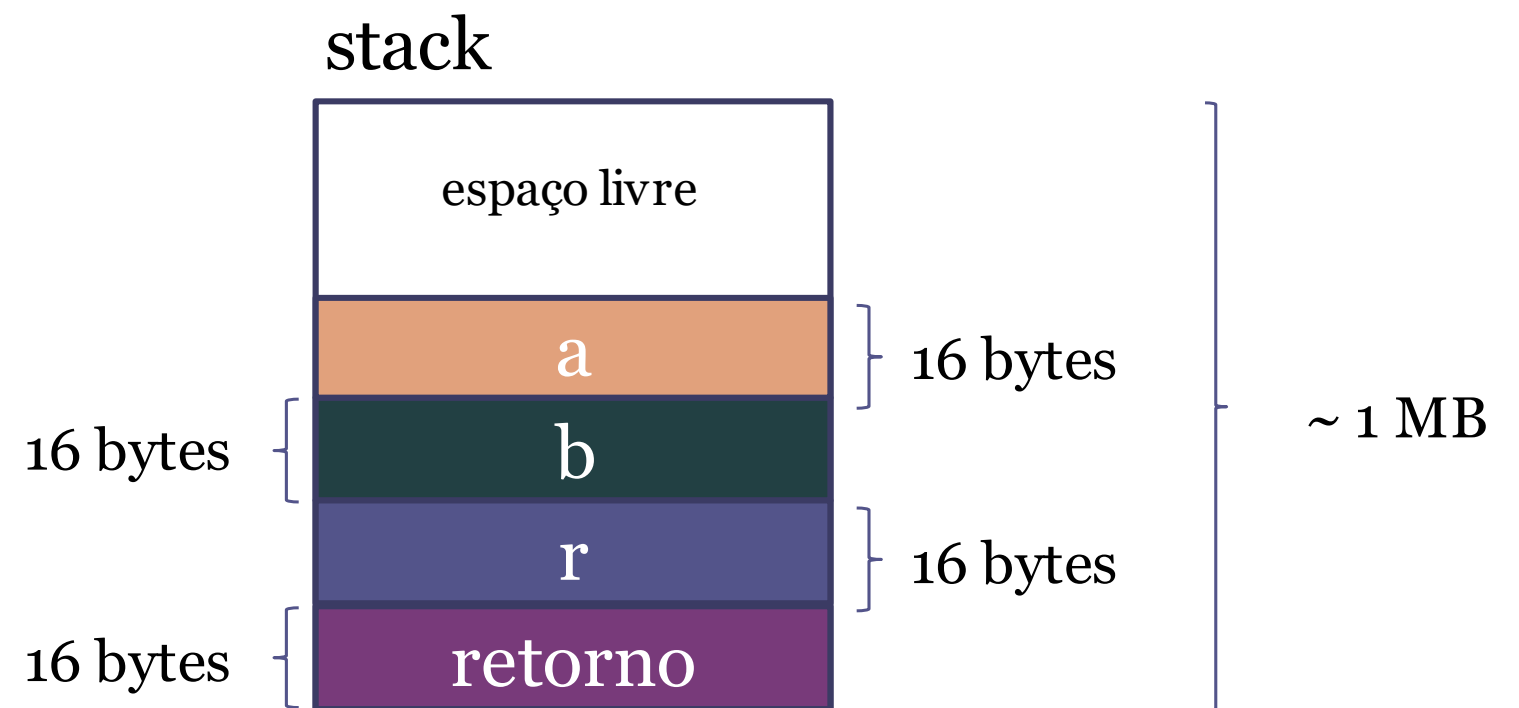 stack
espaço livre
a
16 bytes
~ 1 MB
16 bytes
b
r
16 bytes
16 bytes
retorno